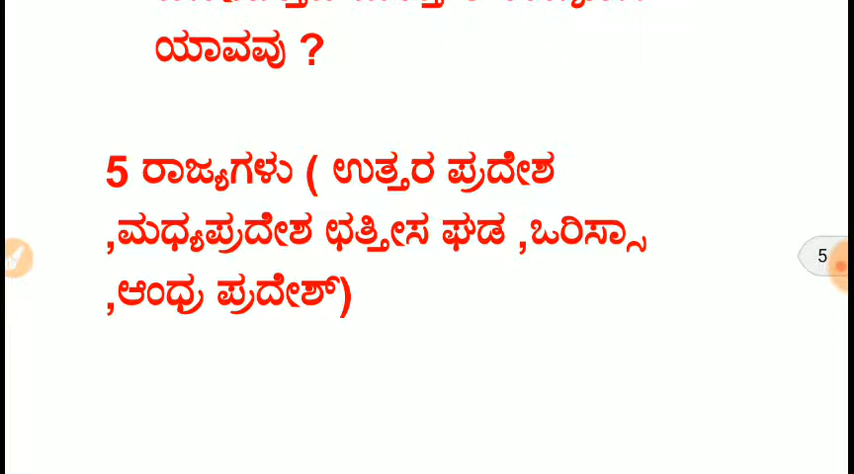 ಯಾವವು ?
5 ರಾಜ್ಯಗಳು ( ಉತ್ತರ ಪ್ರದೇಶ
,ಮಧ್ಯಪ್ರದೇಶ ಛತ್ತೀಸ ಘಡ ,ಒರಿಸ್ಸಾ
,ಆಂಧ್ರ ಪ್ರದೇಶ್)
5